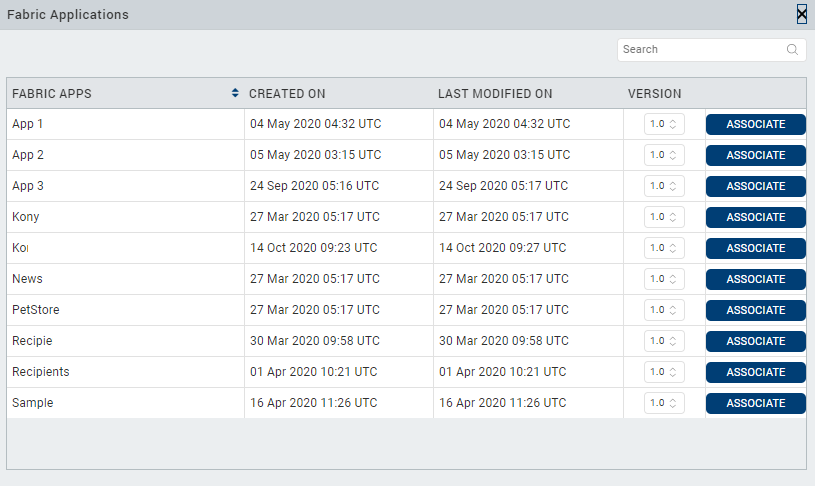 Fabric Applications
Search
FABRIC APPS CREATED ON LAST MODIFIED ON VERSION
App 1 04 May 2020 04:32 UTC 04 May 2020 04:32 UTC 1.0 ASSOCIATE
App 2 05 May 2020 03:15 UTC 05 May 2020 03:15 UTC 1.0 ASSOCIATE
App 3 24 Sep 2020 05:16 UTC 24 Sep 2020 05:17 UTC 1.0 ASSOCIATE
Kony 27 Mar 2020 05:17 UTC 27 Mar 2020 05:17 UTC 1.0 ASSOCIATE
14 Oct 2020 09:23 UTC 14 Oct 2020 09:27 UTC 1.0 ASSOCIATE
News 27 Mar 2020 05:17 UTC 27 Mar 2020 05:17 UTC 1.0 ASSOCIATE
PetStore 27 Mar 2020 05:17 UTC 27 Mar 2020 05:17 UTC 1.0 ASSOCIATE
Recipie 30 Mar 2020 09:58 UTC 30 Mar 2020 09:58 UTC 1.0 ASSOCIATE
Recipients 01 Apr 2020 10:21 UTC 01 Apr 2020 10:21 UTC 1.0 ASSOCIATE
Sample 16 Apr 2020 11:26 UTC 16 Apr 2020 11:26 UTC 1.0 ASSOCIATE